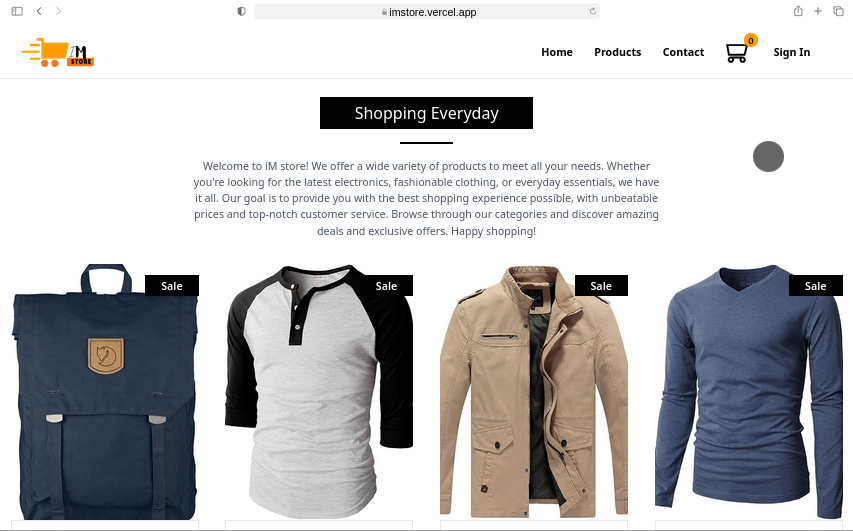 imstore.vercel.app
iM
STORE
Home
Products
Contact
0
Sign In
Shopping Everyday
Welcome to iM store! We offer a wide variety of products to meet all your needs. Whether
you're looking for the latest electronics, fashionable clothing, or everyday essentials, we have
it all. Our goal is to provide you with the best shopping experience possible, with unbeatable
prices and top-notch customer service. Browse through our categories and discover amazing
deals and exclusive offers. Happy shopping!
Sale
Sale
Sale
Sale